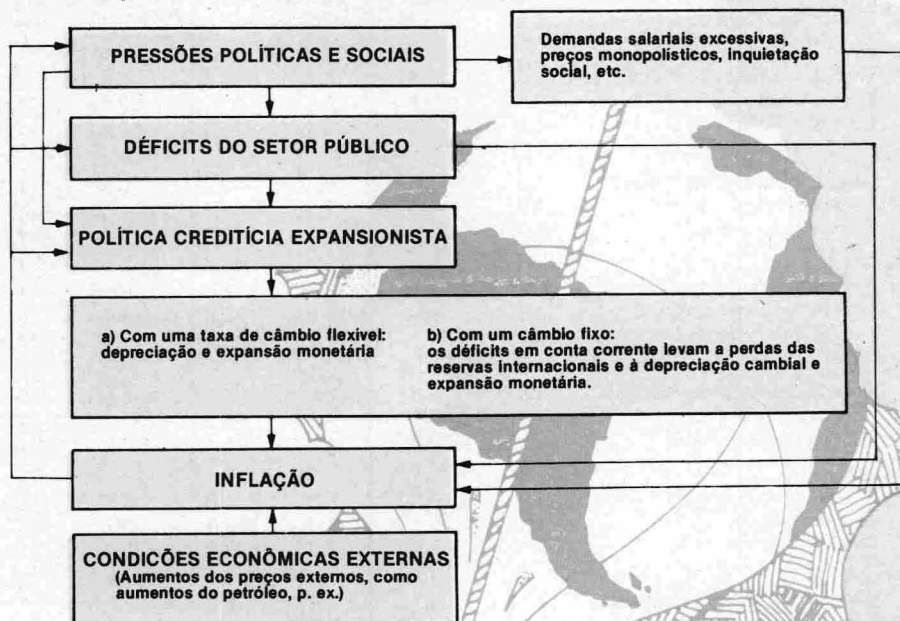 PRESSÕES POLÍTICAS E SOCIAIS
Demandas salariais excessivas,
preços monopolísticos, inquietação
social, etc.
DÉFICITS DO SETOR PÚBLICO
POLÍTICA CREDITÍCIA EXPANSIONISTA
a) Com uma taxa de câmbio flexível:
depreciação e expansão monetária
b) Com um câmbio fixo:
os déficits em conta corrente levam a perdas das
reservas internacionais e à depreciação cambial e
expansão monetária.
INFLAÇÃO
CONDICÕES ECONÔMICAS EXTERNAS
(Aumentos dos preços externos, como
aumentos do petróleo, p. ex.)